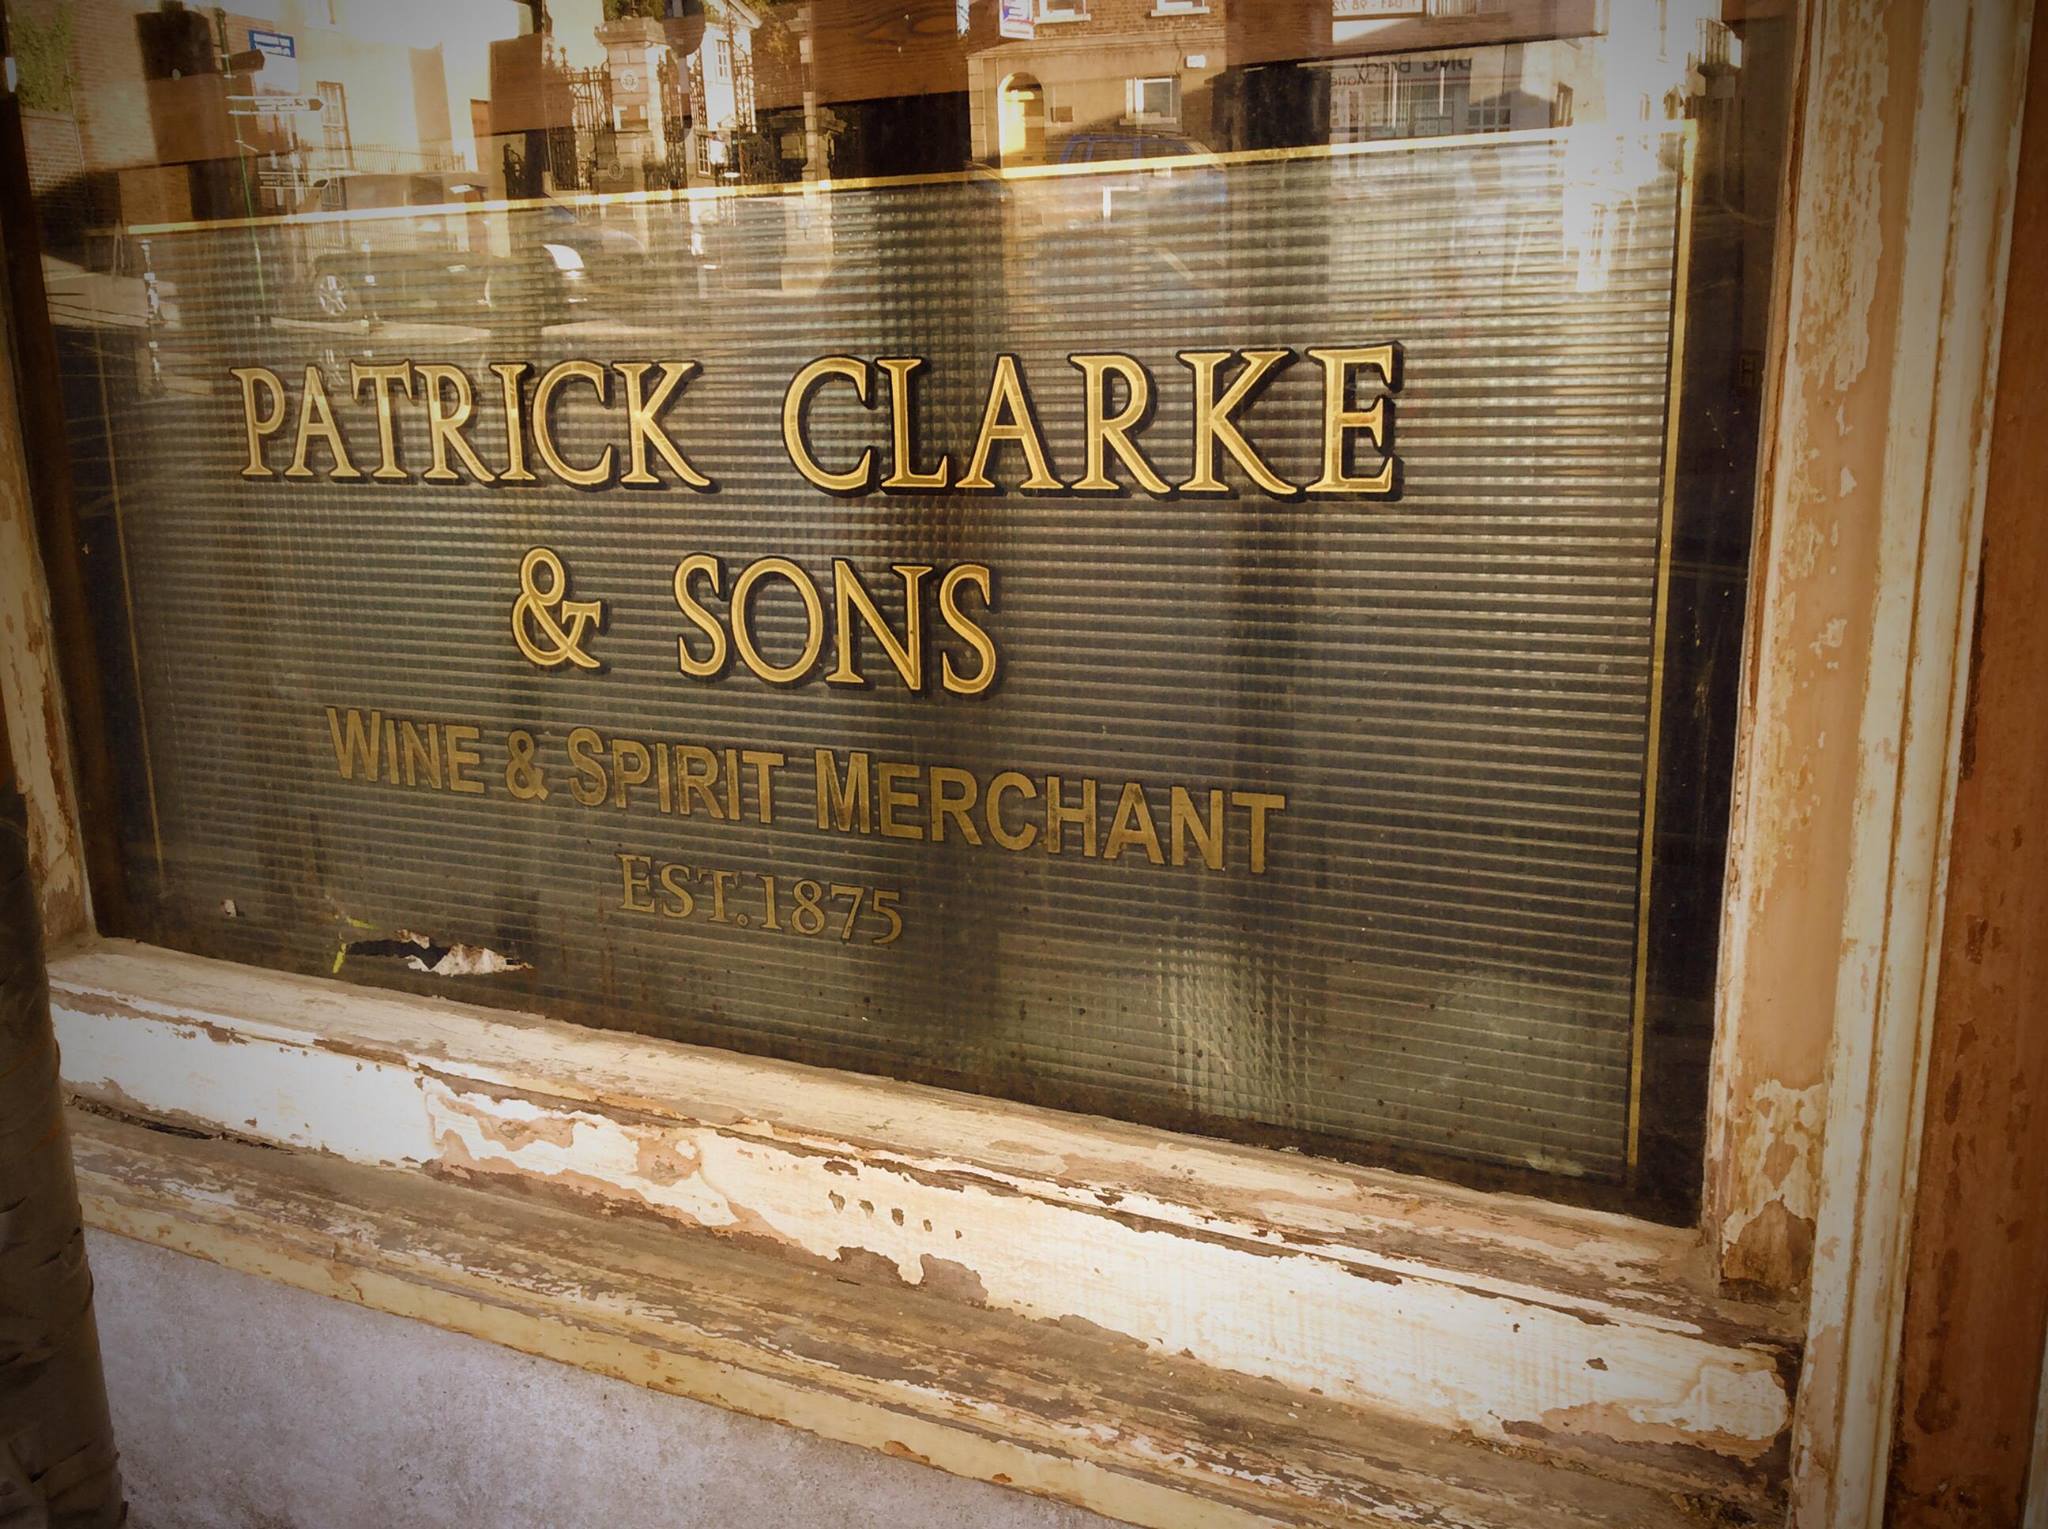 PATRICK CLARKE
& SONS
WINE & SPIRIT MERCHANT
EST. 1875